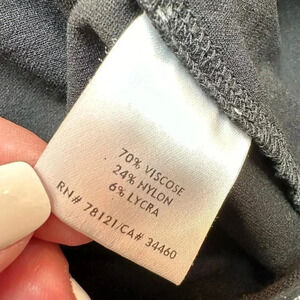 70% VISCOSE
24% NYLON
6% LYCRA
RN# 78121/CA# 34460